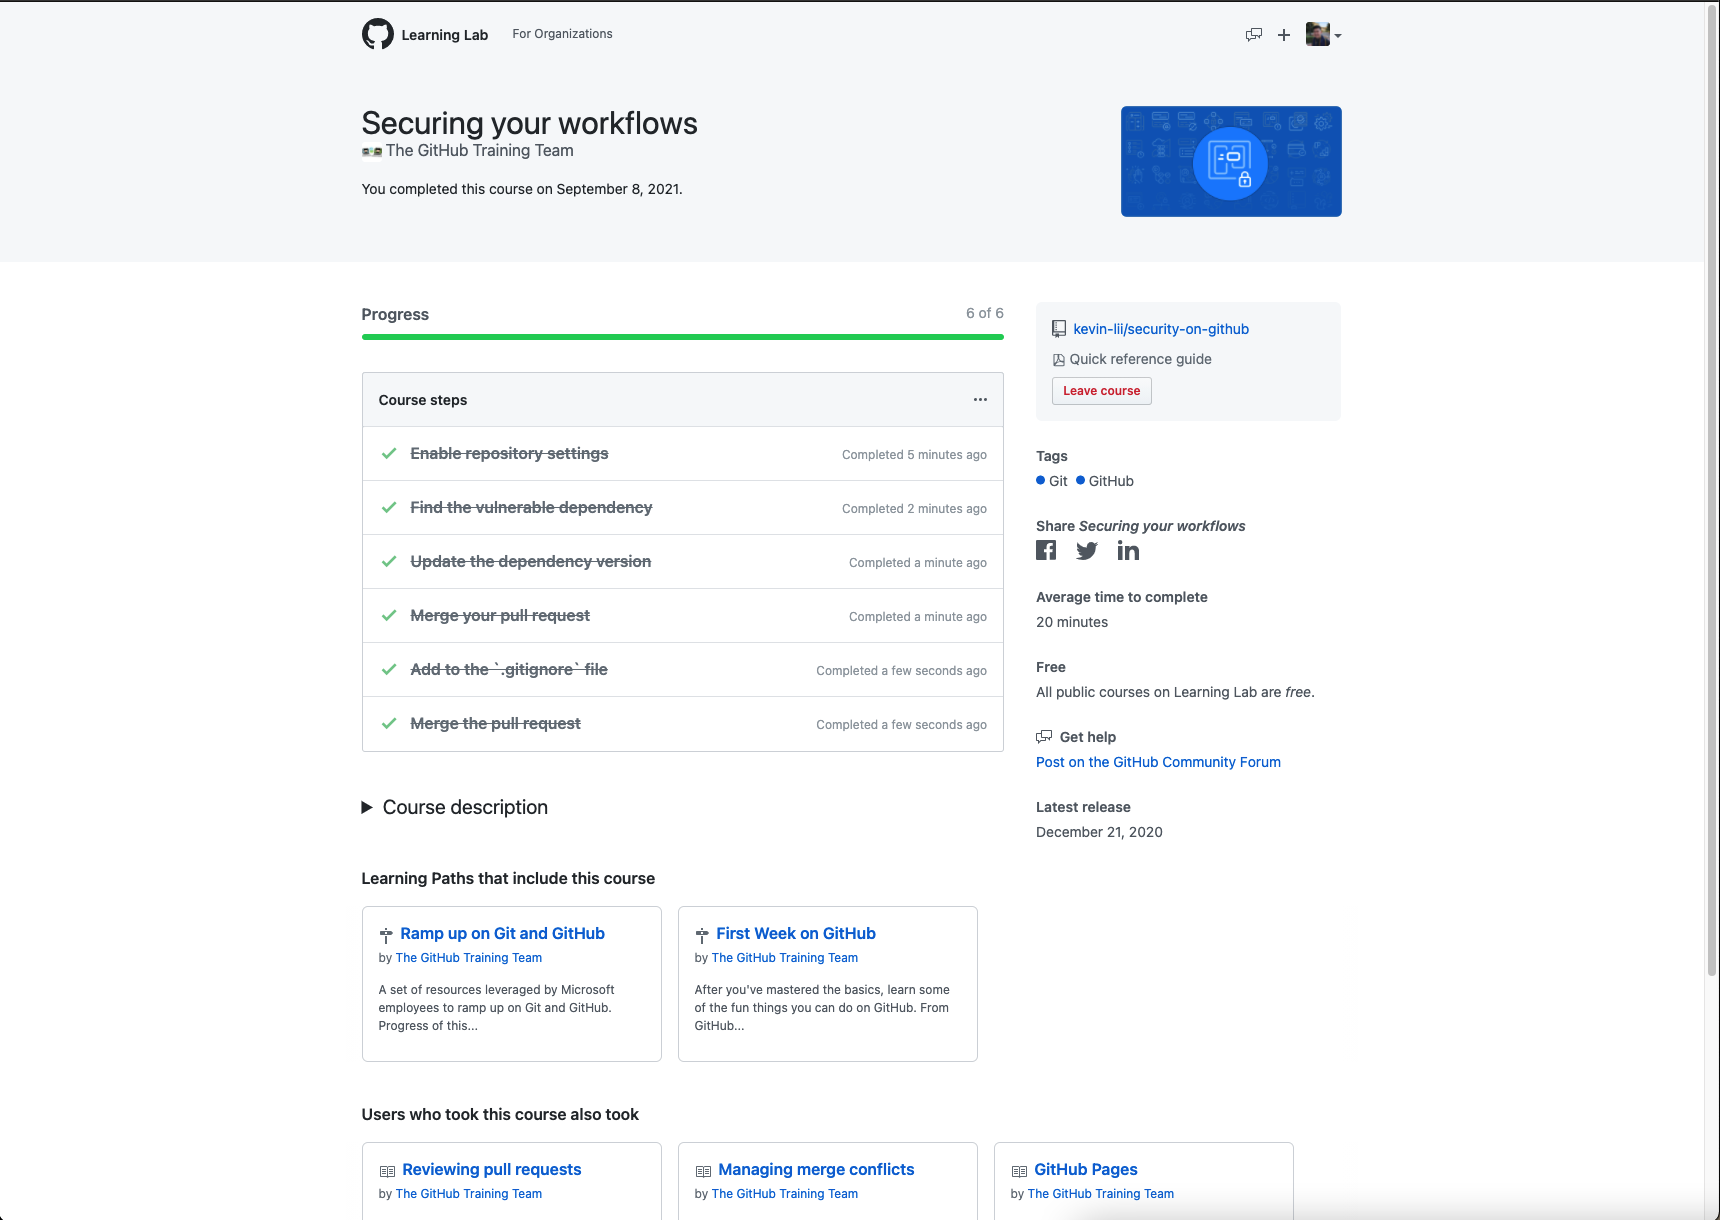 Learning Lab For Organizations
Securing your workflows
The GitHub Training Team
You completed this course on September 8, 2021.
Progress 6 of 6
Course steps
Enable repository settings Completed 5 minutes ago
Find the vulnerable dependency Completed 2 minutes ago
Update the dependency version Completed a minute ago
Merge your pull request Completed a minute ago
Add to the `.gitignore` file Completed a few seconds ago
Merge the pull request Completed a few seconds ago
Course description
Learning Paths that include this course
Ramp up on Git and GitHub
by The GitHub Training Team
A set of resources leveraged by Microsoft
employees to ramp up on Git and GitHub.
Progress of this...
First Week on GitHub
by The GitHub Training Team
After you've mastered the basics, learn some
of the fun things you can do on GitHub. From
GitHub...
kevin-lii/security-on-github
Quick reference guide
Leave course
Tags
Git GitHub
Share Securing your workflows
Average time to complete
20 minutes
Free
All public courses on Learning Lab are free.
Get help
Post on the GitHub Community Forum
Latest release
December 21, 2020
Users who took this course also took
Reviewing pull requests
by The GitHub Training Team
Managing merge conflicts
by The GitHub Training Team
GitHub Pages
by The GitHub Training Team